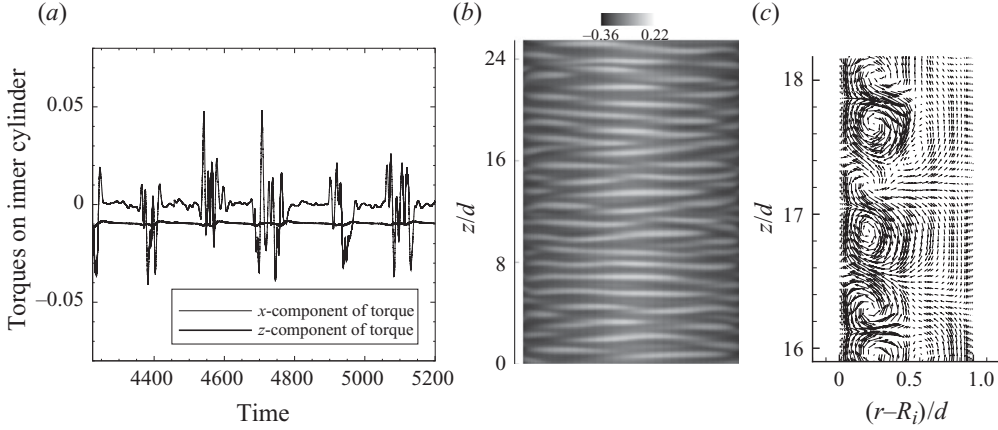 (a)
Torques on inner cylinder
0.05
0
–0.05
x-component of torque
z-component of torque
4400 4600 4800 5000 5200
Time
(b)
–0.36 0.22
z/d
24
16
8
0
(c)
z/d
18
17
16
0 0.5 1.0
(r–Ri)/d